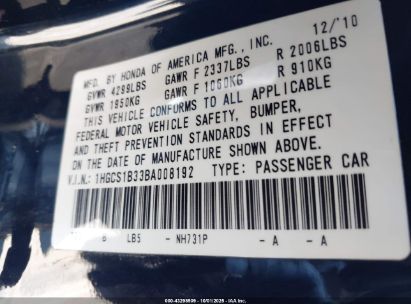 MFD. BY HONDA OF AMERICA MFG., INC. 12/'10
GVWR 4299LBS GAWR F 2337LBS R 2006LBS
GVWR 1950KG GAWR F 1060KG R 910KG
THIS VEHICLE CONFORMS TO ALL APPLICABLE
FEDERAL MOTOR VEHICLE SAFETY, BUMPER,
AND THEFT PREVENTION STANDARDS IN EFFECT
ON THE DATE OF MANUFACTURE SHOWN ABOVE.
V.I.N.: 1HGCS1B33BA008192 TYPE: PASSENGER CAR
B LB5 - NH731P - A - A